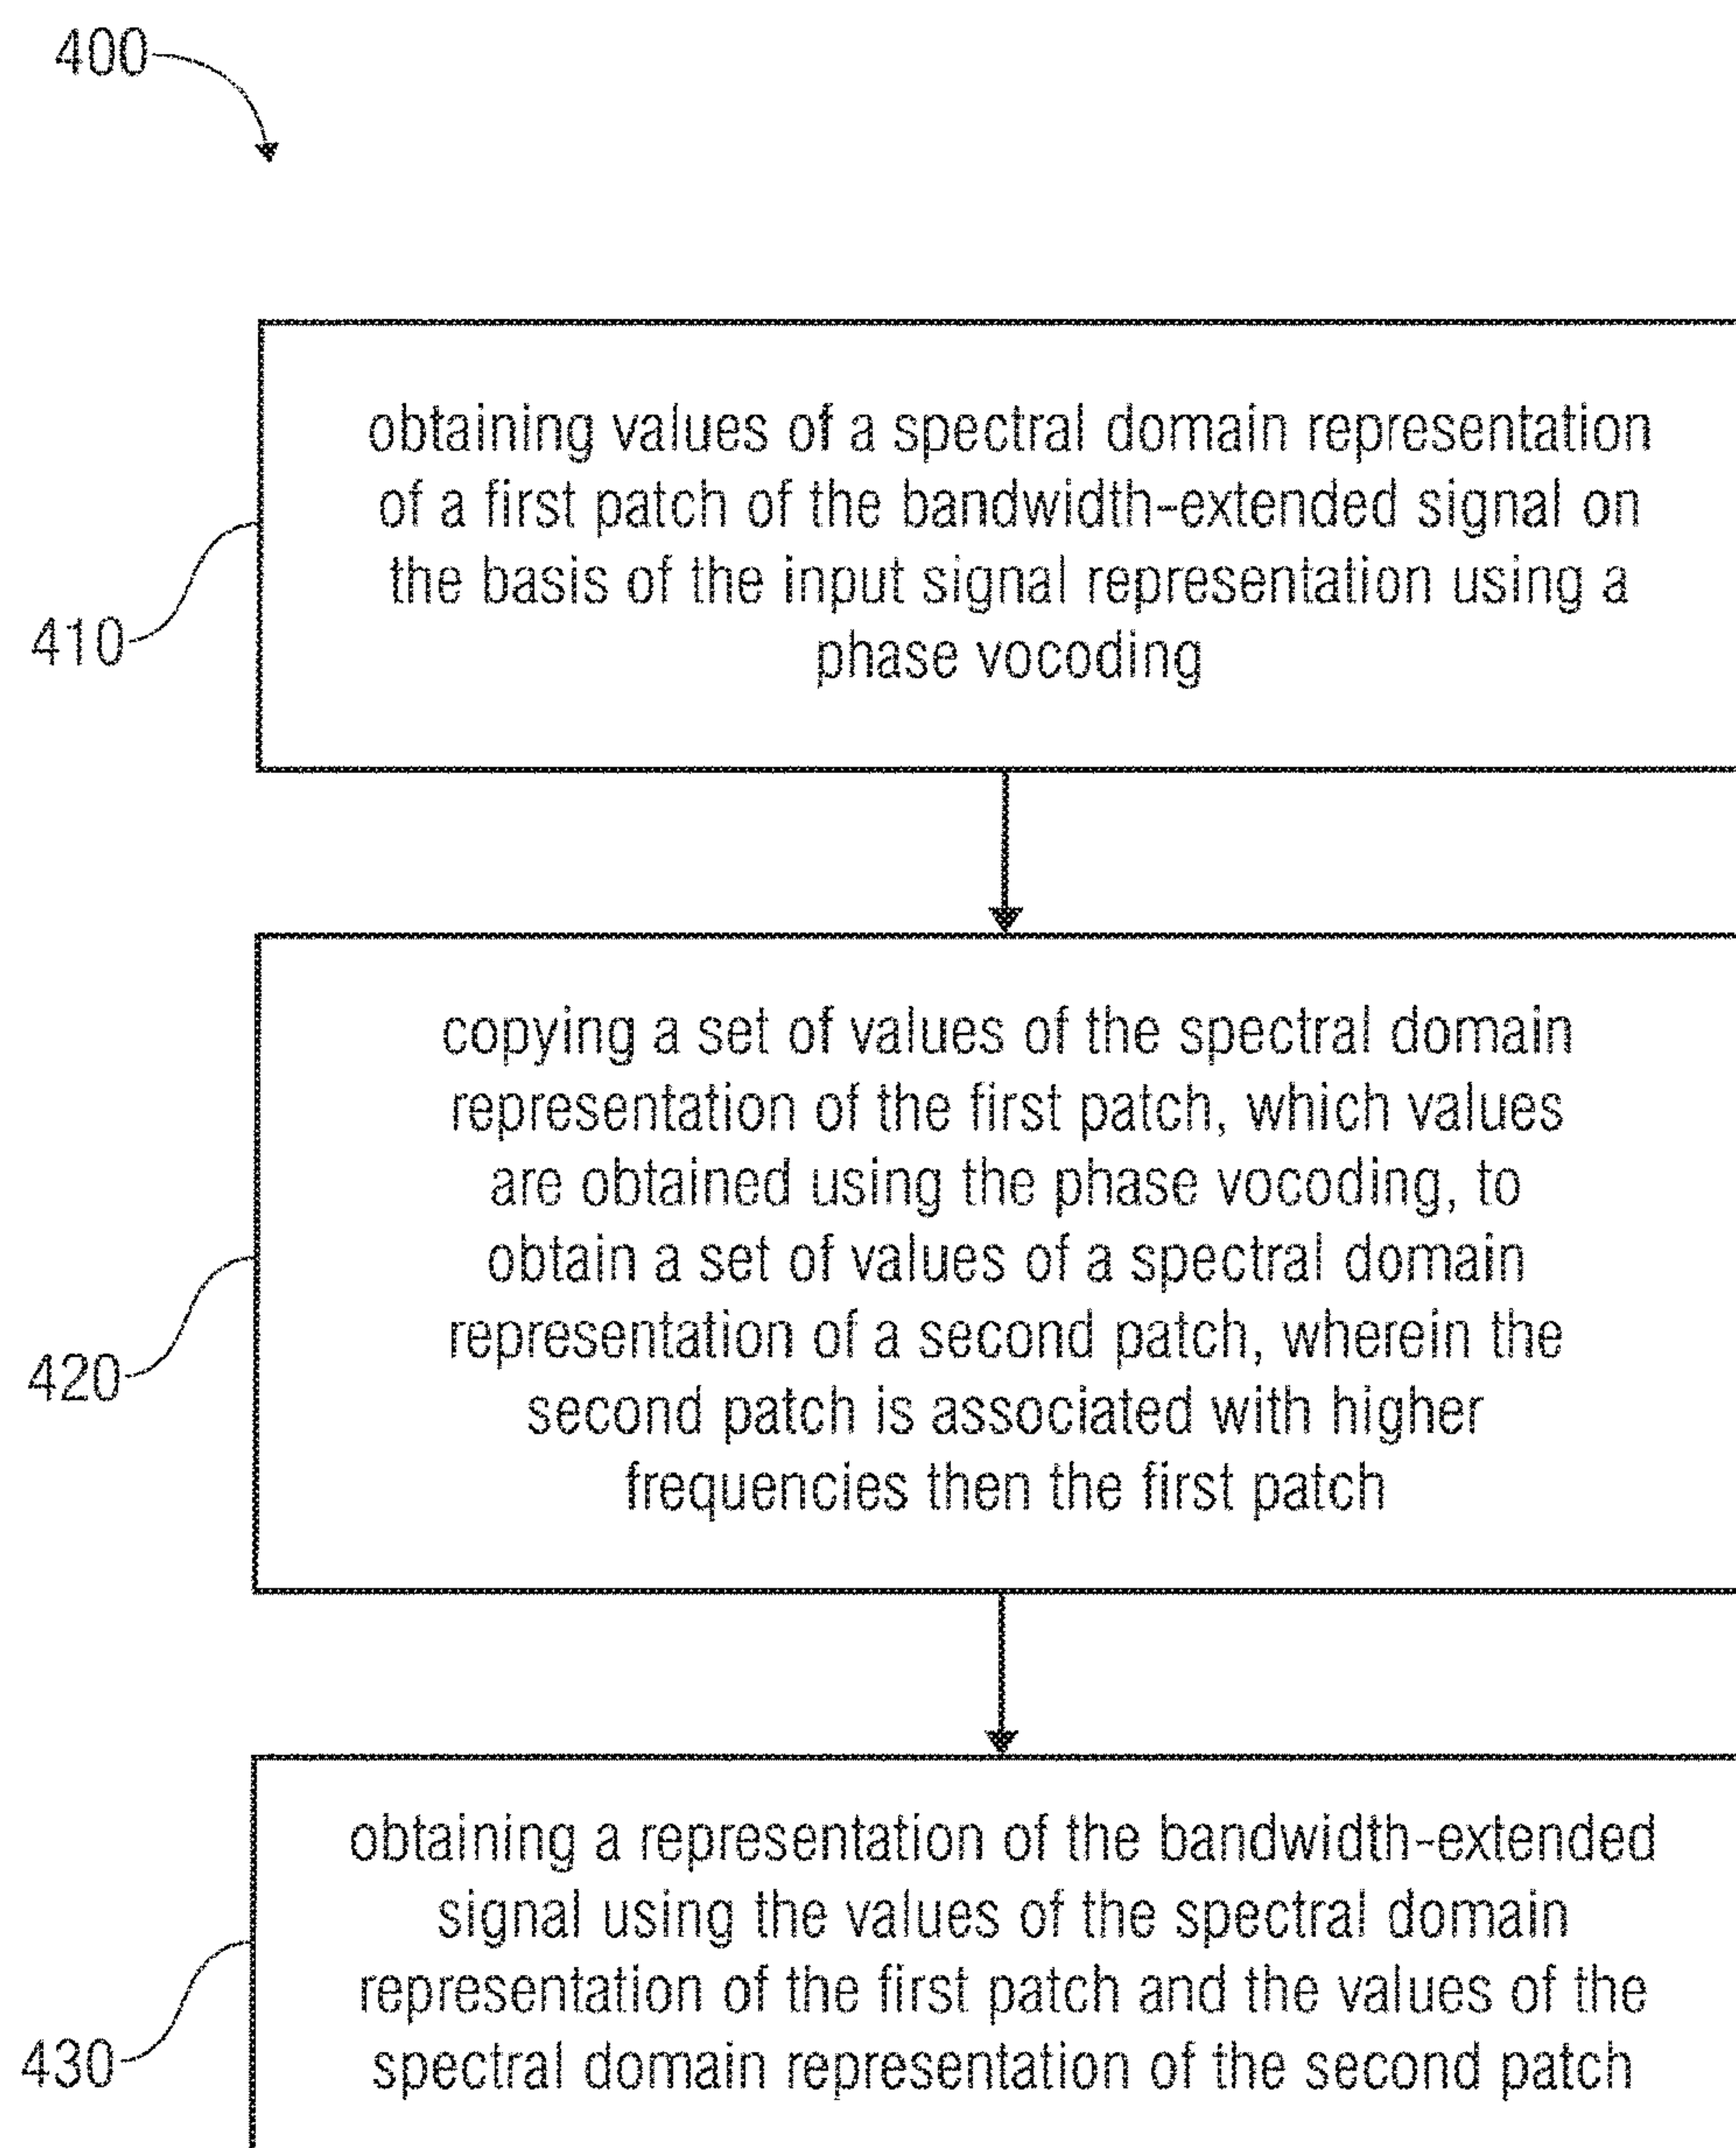 400
obtaining values of a spectral domain representation
of a first patch of the bandwidth-extended signal on
the basis of the input signal representation using a
phase vocoding
410
copying a set of values of the spectral domain
representation of the first patch, which values
are obtained using the phase vocoding, to
obtain a set of values of a spectral domain
representation of a second patch, wherein the
second patch is associated with higher
frequencies then the first patch
420
obtaining a representation of the bandwidth-extended
signal using the values of the spectral domain
representation of the first patch and the values of the
spectral domain representation of the second patch
430